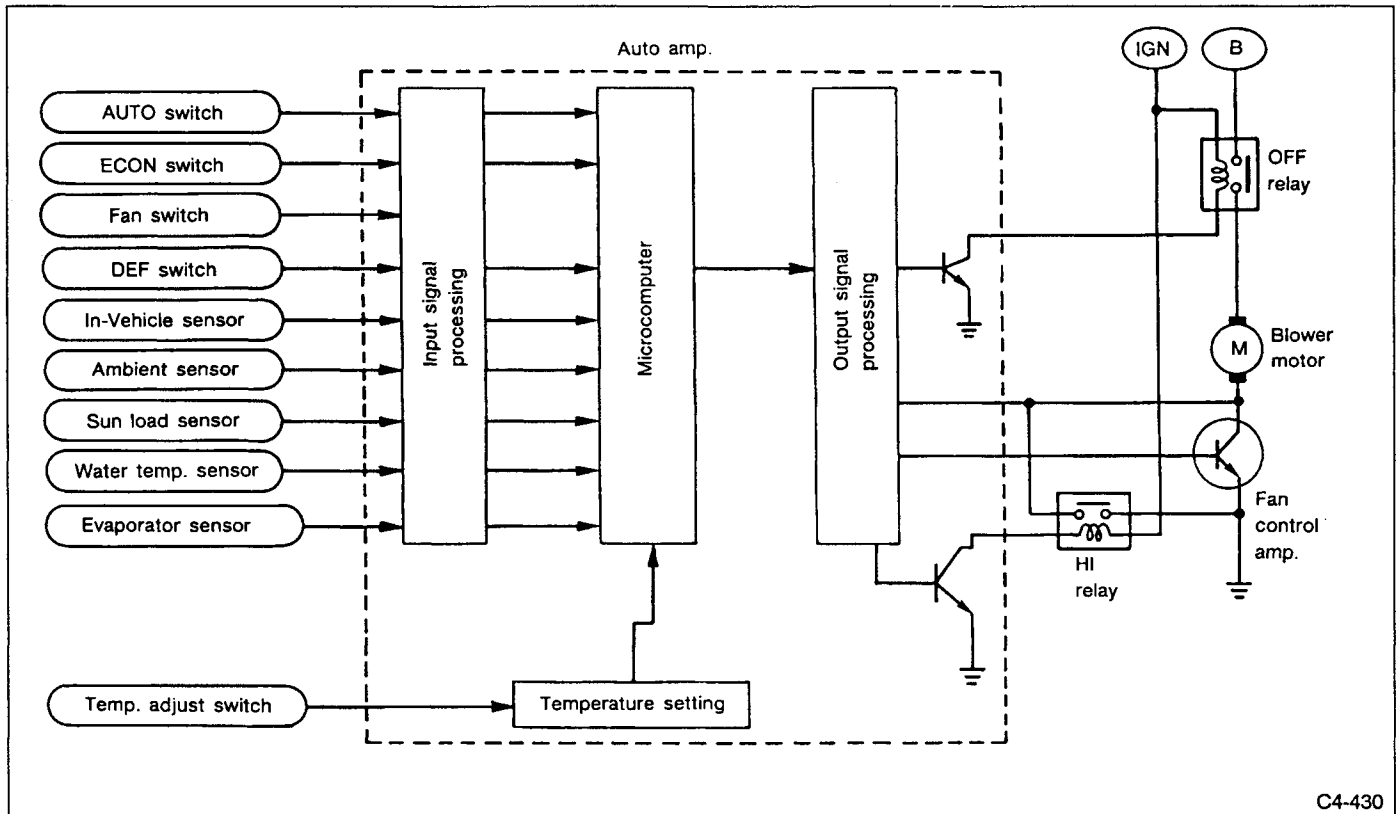 Auto amp.
IGN
B
AUTO switch
ECON switch
Fan switch
DEF switch
In-Vehicle sensor
Ambient sensor
Sun load sensor
Water temp. sensor
Evaporator sensor
Temp. adjust switch
Input signal
processing
Microcomputer
Temperature setting
Output signal
processing
OFF
relay
M
Blower
motor
Fan
control
amp.
HI
relay
C4-430